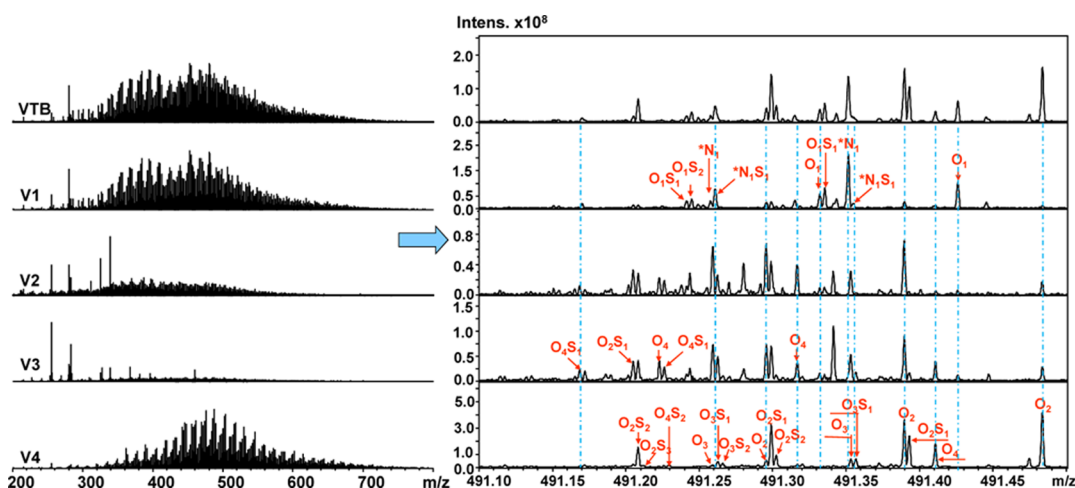 Intens. x10⁸
VTB
2.0
1.0
0.0
V1
2.5
1.5
0.5
0.0
O₁S₁
O₁S₂
*N₁
*N₁S₁
O₁S₁*N₁
O₁
*N₁S₁
O₁
V2
0.8
0.4
0.0
V3
1.5
1.0
0.5
0.0
O₄S₁
O₂S₁
O₄
O₄S₁
O₄
V4
5.0
3.0
1.0
0.0
O₂S₂
O₂S₃
O₄S₂
O₃
O₃S₁
O₃S₂
O₂
O₂S₁
O₂S₂
O₃
O₃S₁
O₂
O₂S₁
O₄
O₂
200 300 400 500 600 700 m/z
491.10 491.15 491.20 491.25 491.30 491.35 491.40 491.45 m/z